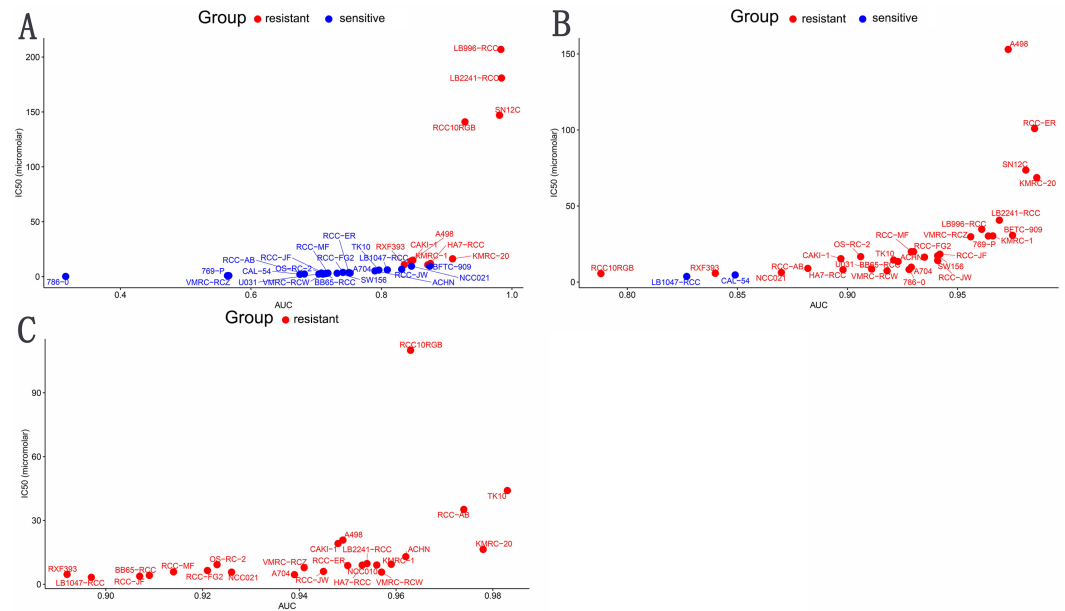 A
Group resistant sensitive
IC50 (micromolar)
200
150
100
50
0
0.4
0.6
0.8
1.0
AUC
LB996-RCC
LB2241-RCC
SN12C
RCC10RGB
RCC-ER
A498
RCC-MF
TK10
RXF393
CAKI-1
HA7-RCC
RCC-AB
RCC-JF
RCC-FG2
LB1047-RCC
KMRC-1
KMRC-20
769-P
CAL-54
OS-RC-2
A704
BFTC-909
786-0
VMRC-RCZ
U031
VMRC-RCW
BB65-RCC
SW156
RCC-JW
ACHN
NCC021
B
Group resistant sensitive
IC50 (micromolar)
150
100
50
0
0.80
0.85
0.90
0.95
AUC
A498
RCC-ER
SN12C
KMRC-20
LB2241-RCC
LB996-RCC
BFTC-909
RCC-MF
VMRC-RCZ
769-P
KMRC-1
OS-RC-2
RCC-FG2
CAKI-1
TK10
ACHN
RCC-JF
RCC10RGB
RXF393
RCC-AB
U031
BB65-RCC
SW156
LB1047-RCC
CAL-54
NCC021
HA7-RCC
VMRC-RCW
A704
RCC-JW
786-0
C
Group resistant
IC50 (micromolar)
90
60
30
0
0.90
0.92
0.94
0.96
0.98
AUC
RCC10RGB
TK10
RCC-AB
A498
CAKI-1
LB2241-RCC
ACHN
KMRC-20
OS-RC-2
VMRC-RCZ
RCC-ER
KMRC-1
RXF393
BB65-RCC
RCC-MF
LB1047-RCC
RCC-JF
RCC-FG2
NCC021
A704
RCC-JW
NCC010
HA7-RCC
VMRC-RCW